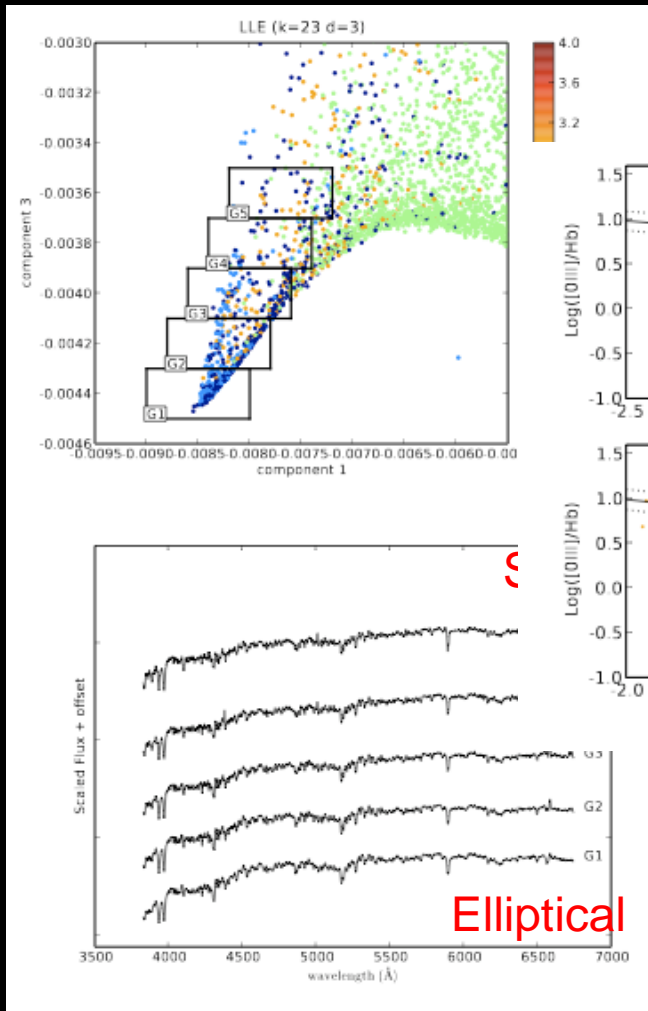 LLE (k=23 d=3)
-0.0030
-0.0032
-0.0034
-0.0036
-0.0038
-0.0040
-0.0042
-0.0044
-0.0046
component 3
G5
G4
G3
G2
G1
-0.0095-0.0090-0.0085-0.0080-0.0075-0.0070-0.0065-0.0060-0.00
component 1
4.0
3.6
3.2
Log([OIII]/Hb)
1.5
1.0
0.5
0.0
-0.5
-1.0
-2.5
Log([OIII]/Hb)
1.5
1.0
0.5
0.0
-0.5
-1.0
-2.0
Scaled Flux + offset
G3
G2
G1
Elliptical
3500 4000 4500 5000 5500 6000 6500 7000
wavelength (Å)